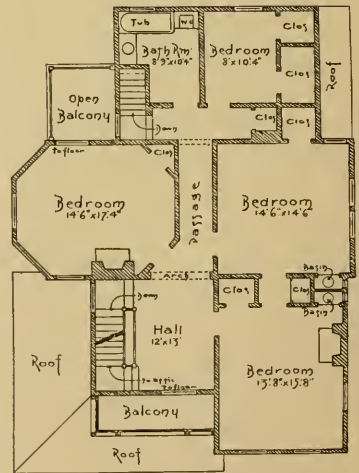 Tub
W.C.
Clos
Bath Rm
8'9"x10'4"
Bedroom
8'x10'4"
Clos
Roof
Open
Balcony
Down
Clos
Clos
to floor
Clos
Bedroom
14'6"x17'4"
Passage
Bedroom
14'6"x14'6"
Arch
Basin
Clos
Clos
Basin
Down
Hall
12'x13'
Roof
to attic
to floor
Bedroom
13'8"x15'8"
Balcony
Roof